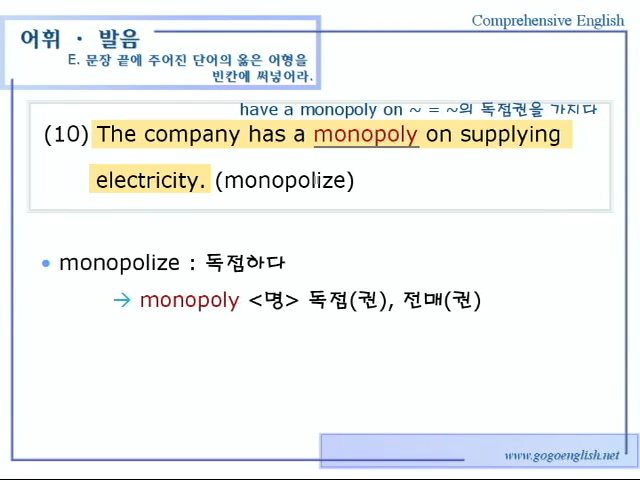 Comprehensive English
어휘 · 발음
E. 문장 끝에 주어진 단어의 옳은 어형을
빈칸에 써넣어라.
have a monopoly on ~ = ~의 독점권을 가지다
(10) The company has a monopoly on supplying
electricity. (monopolize)
• monopolize : 독점하다
→ monopoly <명> 독점(권), 전매(권)
www.gogoenglish.net